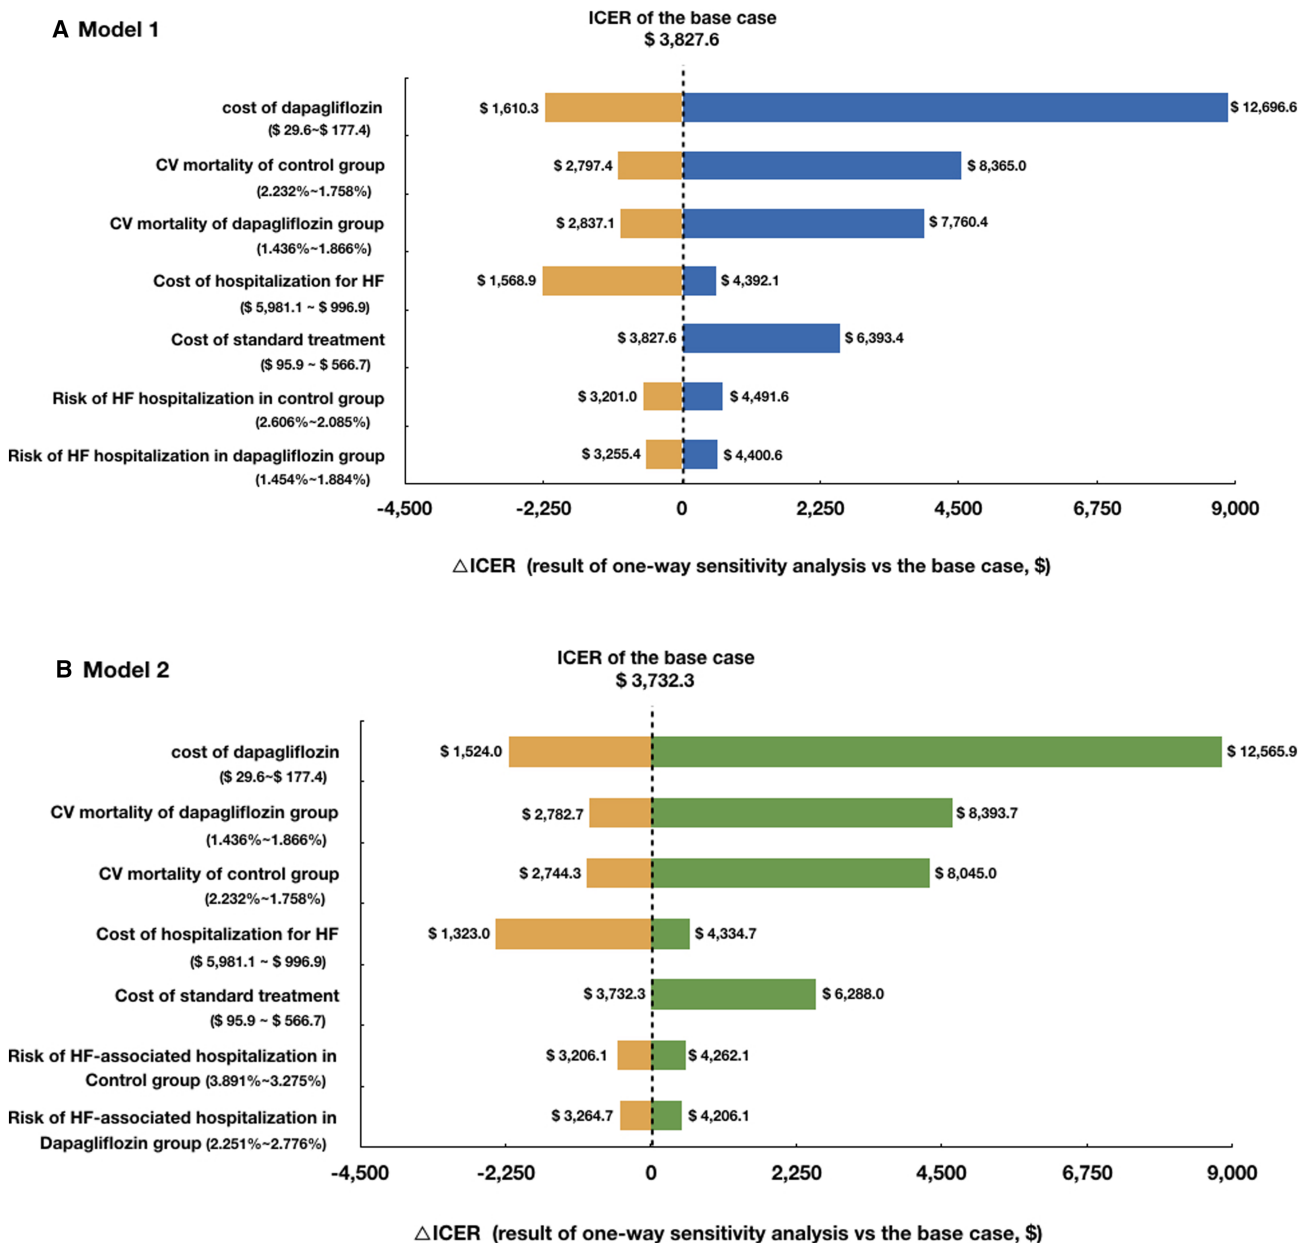 A Model 1
ICER of the base case
$ 3,827.6
cost of dapagliflozin
($ 29.6~$ 177.4)
$ 1,610.3
$ 12,696.6
CV mortality of control group
(2.232%~1.758%)
$ 2,797.4
$ 8,365.0
CV mortality of dapagliflozin group
(1.436%~1.866%)
$ 2,837.1
$ 7,760.4
Cost of hospitalization for HF
($ 5,981.1 ~ $ 996.9)
$ 1,568.9
$ 4,392.1
Cost of standard treatment
($ 95.9 ~ $ 566.7)
$ 3,827.6
$ 6,393.4
Risk of HF hospitalization in control group
(2.606%~2.085%)
$ 3,201.0
$ 4,491.6
Risk of HF hospitalization in dapagliflozin group
(1.454%~1.884%)
$ 3,255.4
$ 4,400.6
-4,500 -2,250 0 2,250 4,500 6,750 9,000
△ICER (result of one-way sensitivity analysis vs the base case, $)
B Model 2
ICER of the base case
$ 3,732.3
cost of dapagliflozin
($ 29.6~$ 177.4)
$ 1,524.0
$ 12,565.9
CV mortality of dapagliflozin group
(1.436%~1.866%)
$ 2,782.7
$ 8,393.7
CV mortality of control group
(2.232%~1.758%)
$ 2,744.3
$ 8,045.0
Cost of hospitalization for HF
($ 5,981.1 ~ $ 996.9)
$ 1,323.0
$ 4,334.7
Cost of standard treatment
($ 95.9 ~ $ 566.7)
$ 3,732.3
$ 6,288.0
Risk of HF-associated hospitalization in
Control group (3.891%~3.275%)
$ 3,206.1
$ 4,262.1
Risk of HF-associated hospitalization in
Dapagliflozin group (2.251%~2.776%)
$ 3,264.7
$ 4,206.1
-4,500 -2,250 0 2,250 4,500 6,750 9,000
△ICER (result of one-way sensitivity analysis vs the base case, $)